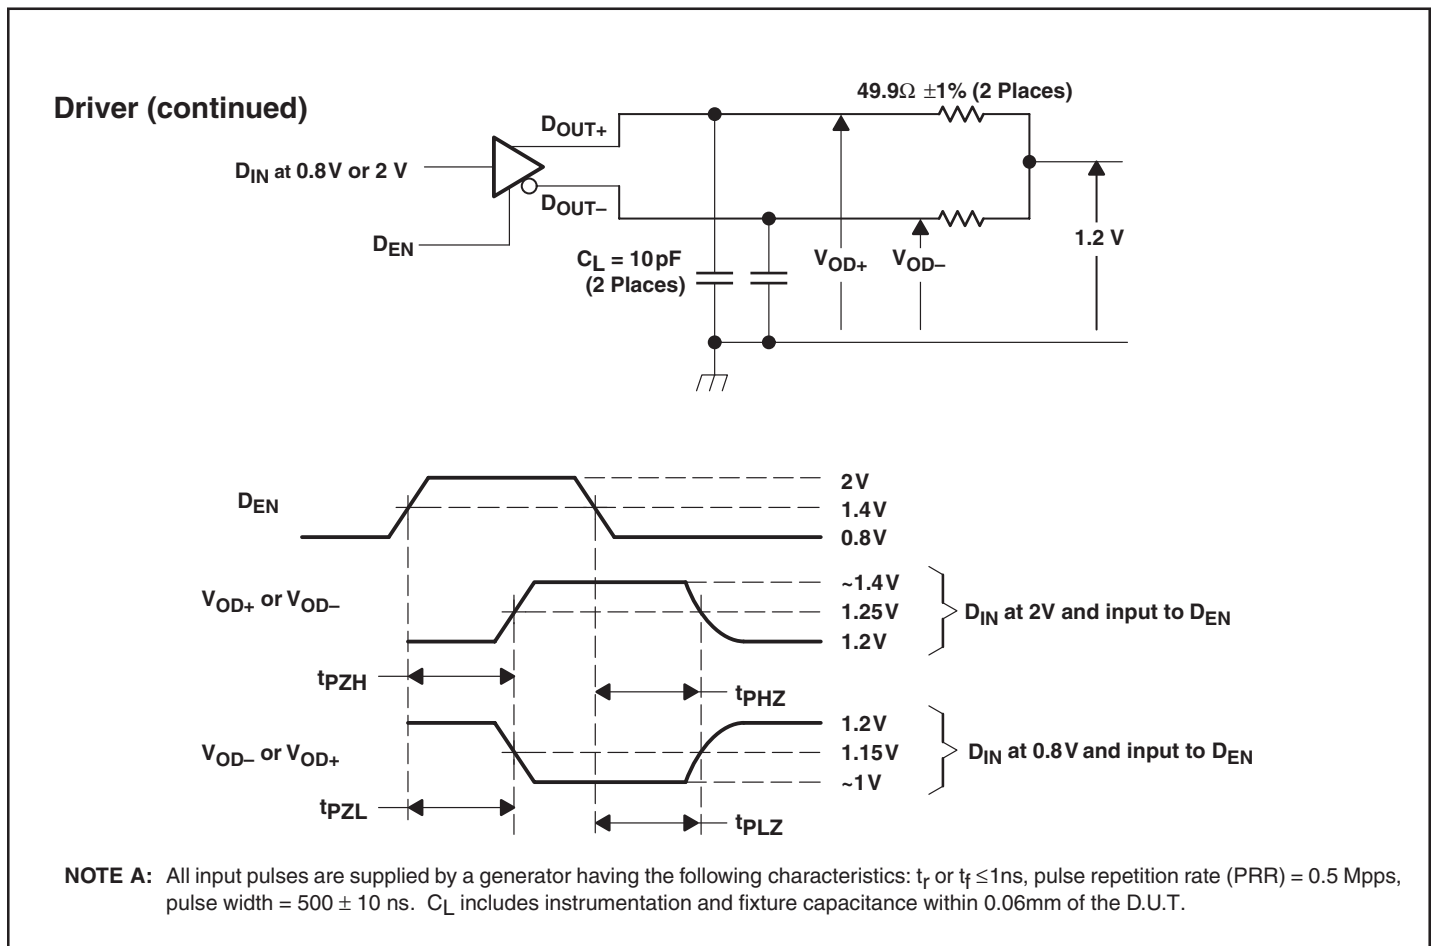 Driver (continued)
49.9Ω ±1% (2 Places)
DOUT+
DIN at 0.8V or 2 V
DOUT–
DEN
1.2 V
CL = 10pF
(2 Places)
VOD+
VOD–
DEN
2V
1.4V
0.8V
VOD+ or VOD–
~1.4V
1.25V
1.2V
DIN at 2V and input to DEN
tPZH
tPHZ
VOD– or VOD+
1.2V
1.15V
~1V
DIN at 0.8V and input to DEN
tPZL
tPLZ
NOTE A: All input pulses are supplied by a generator having the following characteristics: tr or tf ≤1ns, pulse repetition rate (PRR) = 0.5 Mpps,
pulse width = 500 ± 10 ns. CL includes instrumentation and fixture capacitance within 0.06mm of the D.U.T.